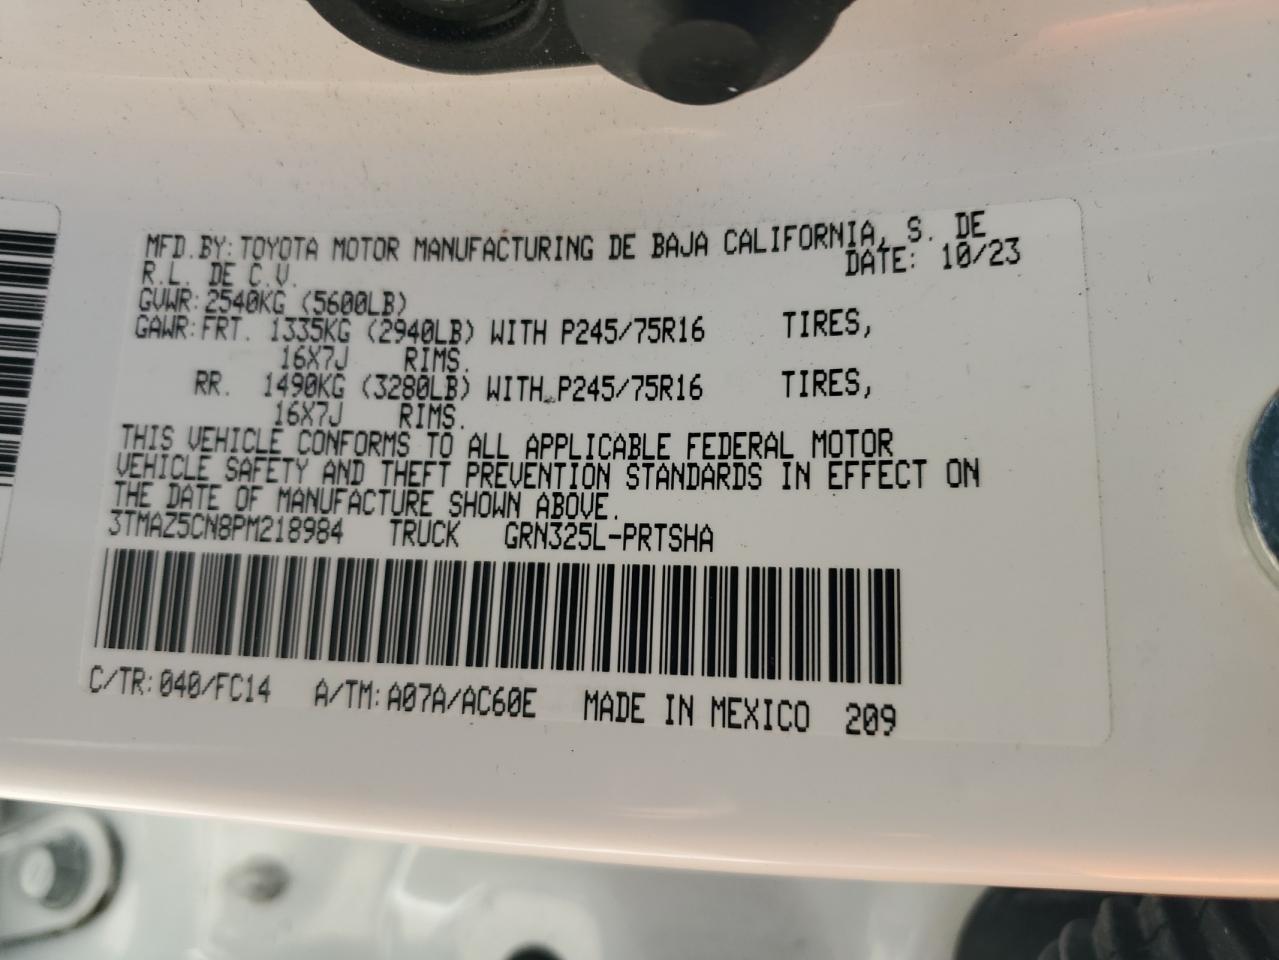 MFD.BY:TOYOTA MOTOR MANUFACTURING DE BAJA CALIFORNIA, S. DE
R.L. DE C.V. DATE: 10/23
GVWR:2540KG (5600LB)
GAWR:FRT. 1335KG (2940LB) WITH P245/75R16 TIRES,
16X7J RIMS.
RR. 1490KG (3280LB) WITH P245/75R16 TIRES,
16X7J RIMS.
THIS VEHICLE CONFORMS TO ALL APPLICABLE FEDERAL MOTOR
VEHICLE SAFETY AND THEFT PREVENTION STANDARDS IN EFFECT ON
THE DATE OF MANUFACTURE SHOWN ABOVE.
3TMAZ5CN8PM218984 TRUCK GRN325L-PRTSHA
C/TR:040/FC14 A/TM:A07A/AC60E MADE IN MEXICO 209